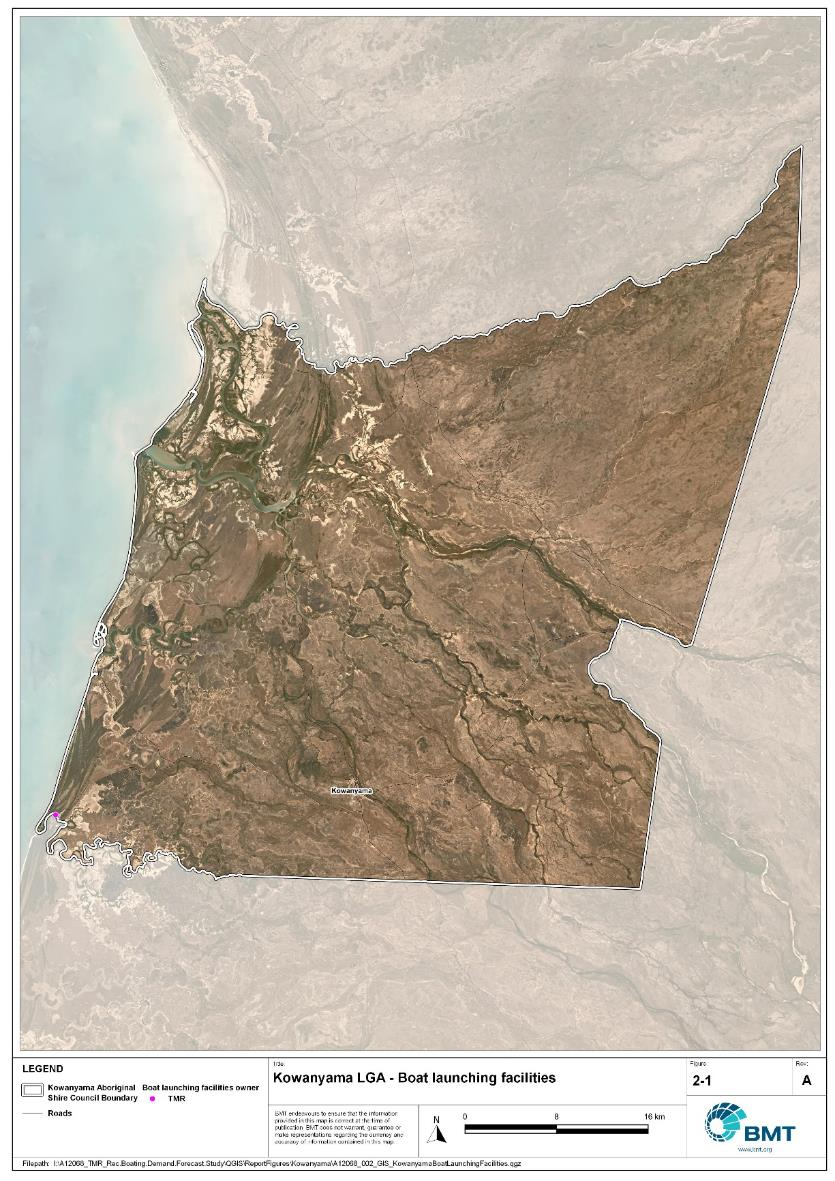 Kowanyama
LEGEND
Kowanyama Aboriginal
Shire Council Boundary
Roads
Boat launching facilities owner
TMR
Title:
Kowanyama LGA - Boat launching facilities
Figure:
2-1
Rev:
A
BMT endeavours to ensure that the information
provided in this map is correct at the time of
publication. BMT does not warrant, guarantee or
make representations regarding the currency and
accuracy of information contained in this map.
N
0 8 16 km
BMT
www.bmt.org
Filepath: I:\A12068_TMR_Rec.Boating.Demand.Forecast.Study\QGIS\ReportFigures\Kowanyama\A12068_002_GIS_KowanyamaBoatLaunchingFacilities.qgz